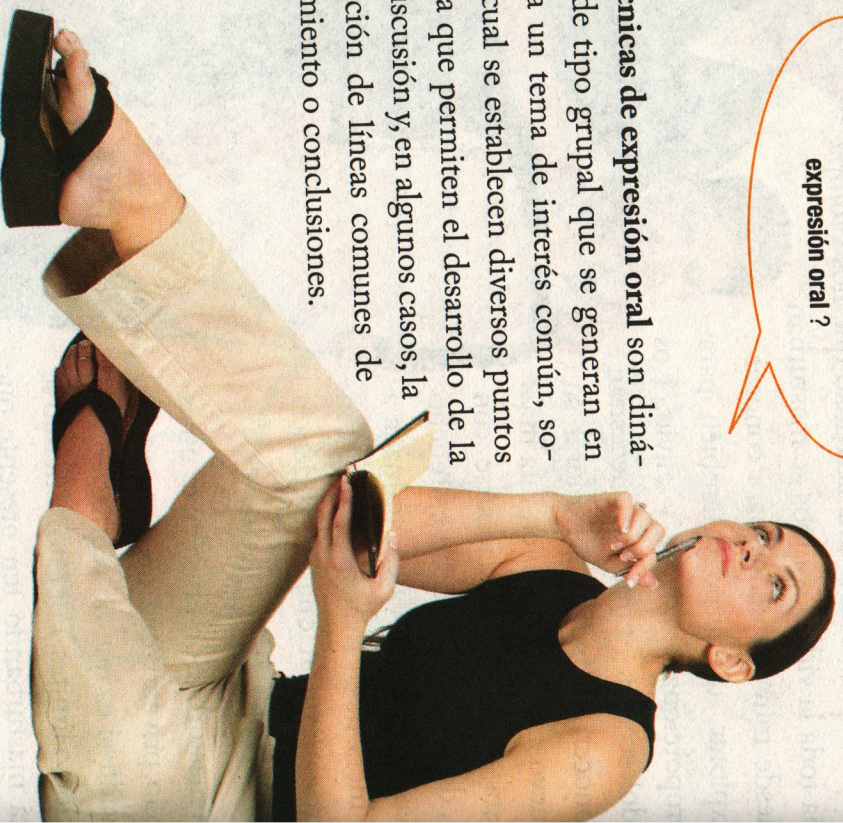 expresión oral ?
enicas de expresión oral son diná-
de tipo grupal que se generan en
a un tema de interés común, so-
cual se establecen diversos puntos
a que permiten el desarrollo de la
scusión y, en algunos casos, la
ción de líneas comunes de
miento o conclusiones.